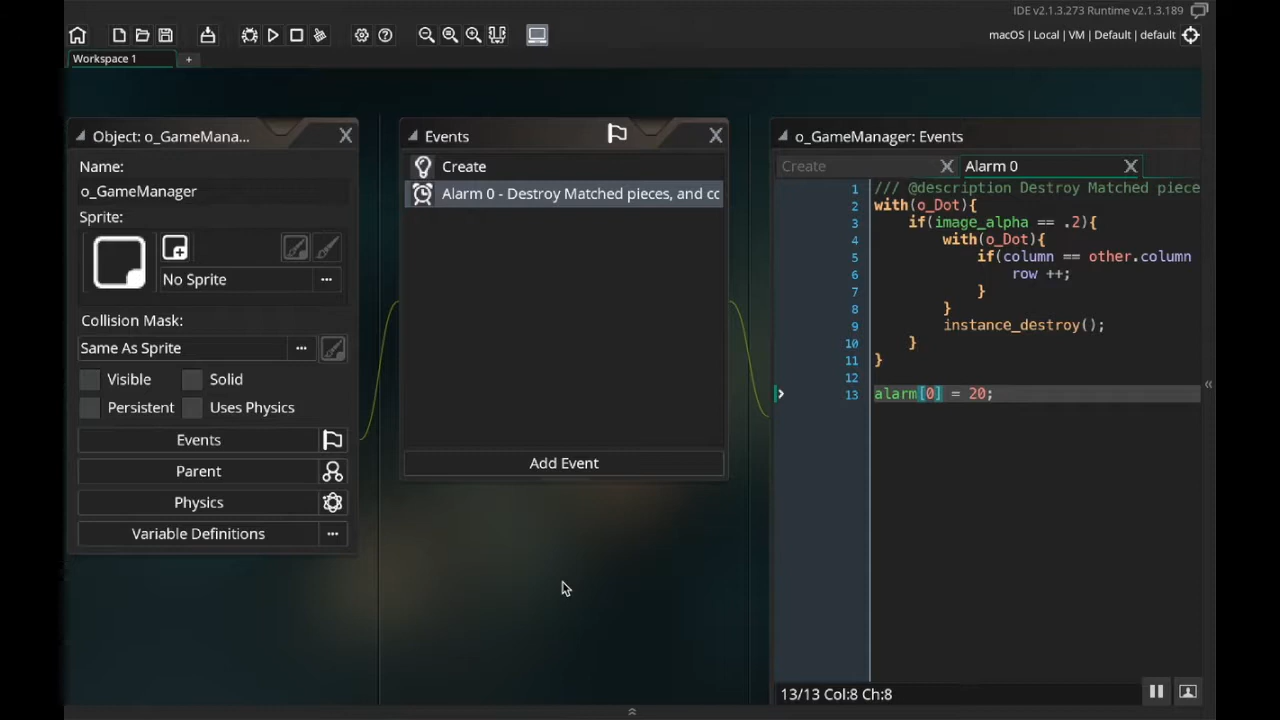 IDE v2.1.3.273 Runtime v2.1.3.189
macOS | Local | VM | Default | default
Workspace 1
+
Object: o_GameMana...
Name:
o_GameManager
Sprite:
No Sprite
...
Collision Mask:
Same As Sprite
...
Visible
Solid
Persistent
Uses Physics
Events
Parent
Physics
Variable Definitions
...
Events
Create
Alarm 0 - Destroy Matched pieces, and cc
Add Event
o_GameManager: Events
Create
Alarm 0
1 /// @description Destroy Matched piece
2 with(o_Dot){
3 if(image_alpha == .2){
4 with(o_Dot){
5 if(column == other.column
6 row ++;
7 }
8 }
9 instance_destroy();
10 }
11 }
12
13 alarm[0] = 20;
13/13 Col:8 Ch:8